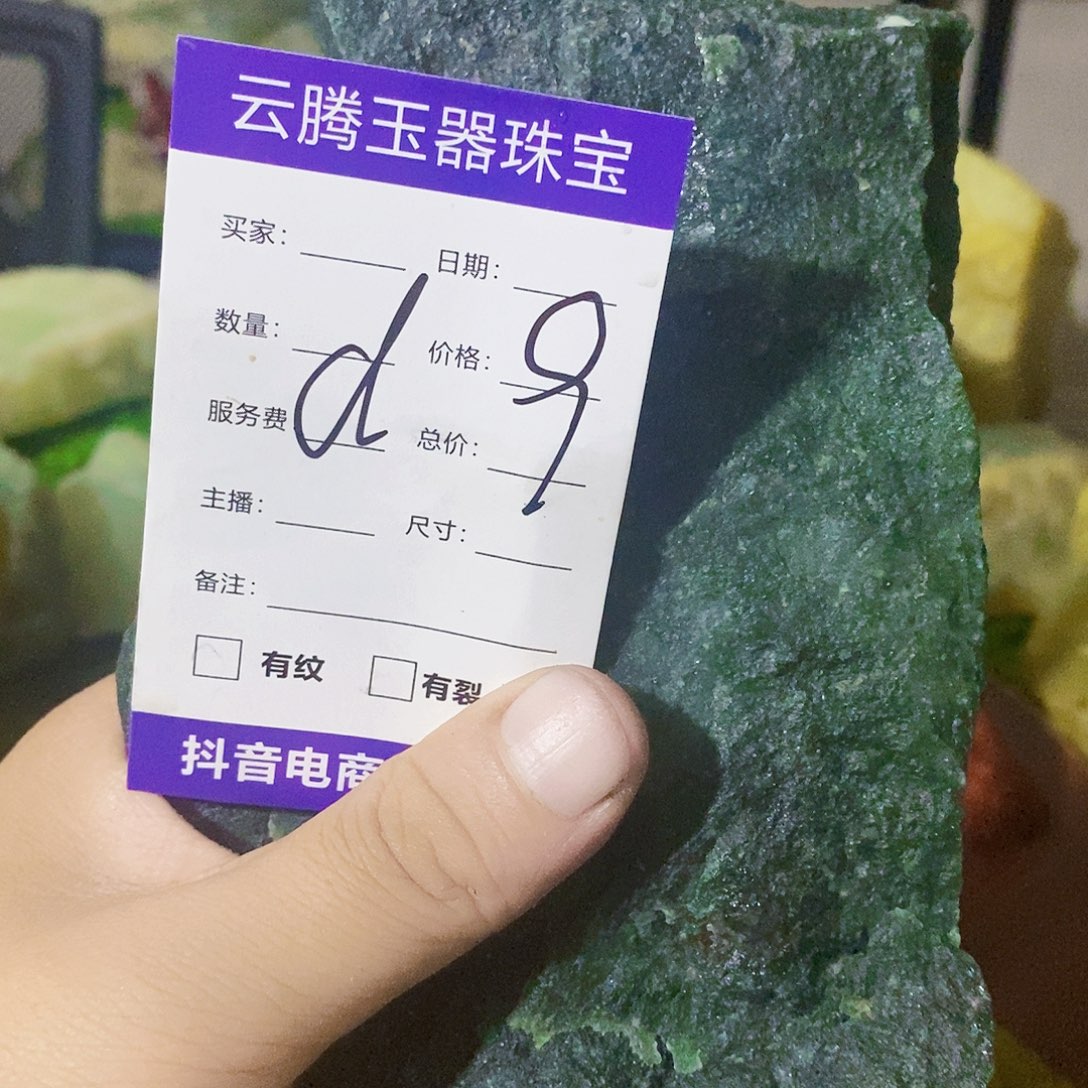 云腾玉器珠宝
买家: 日期:
数量: 价格:
服务费 总价:
d 9
主播: 尺寸:
备注:
有纹 有裂
抖音电商